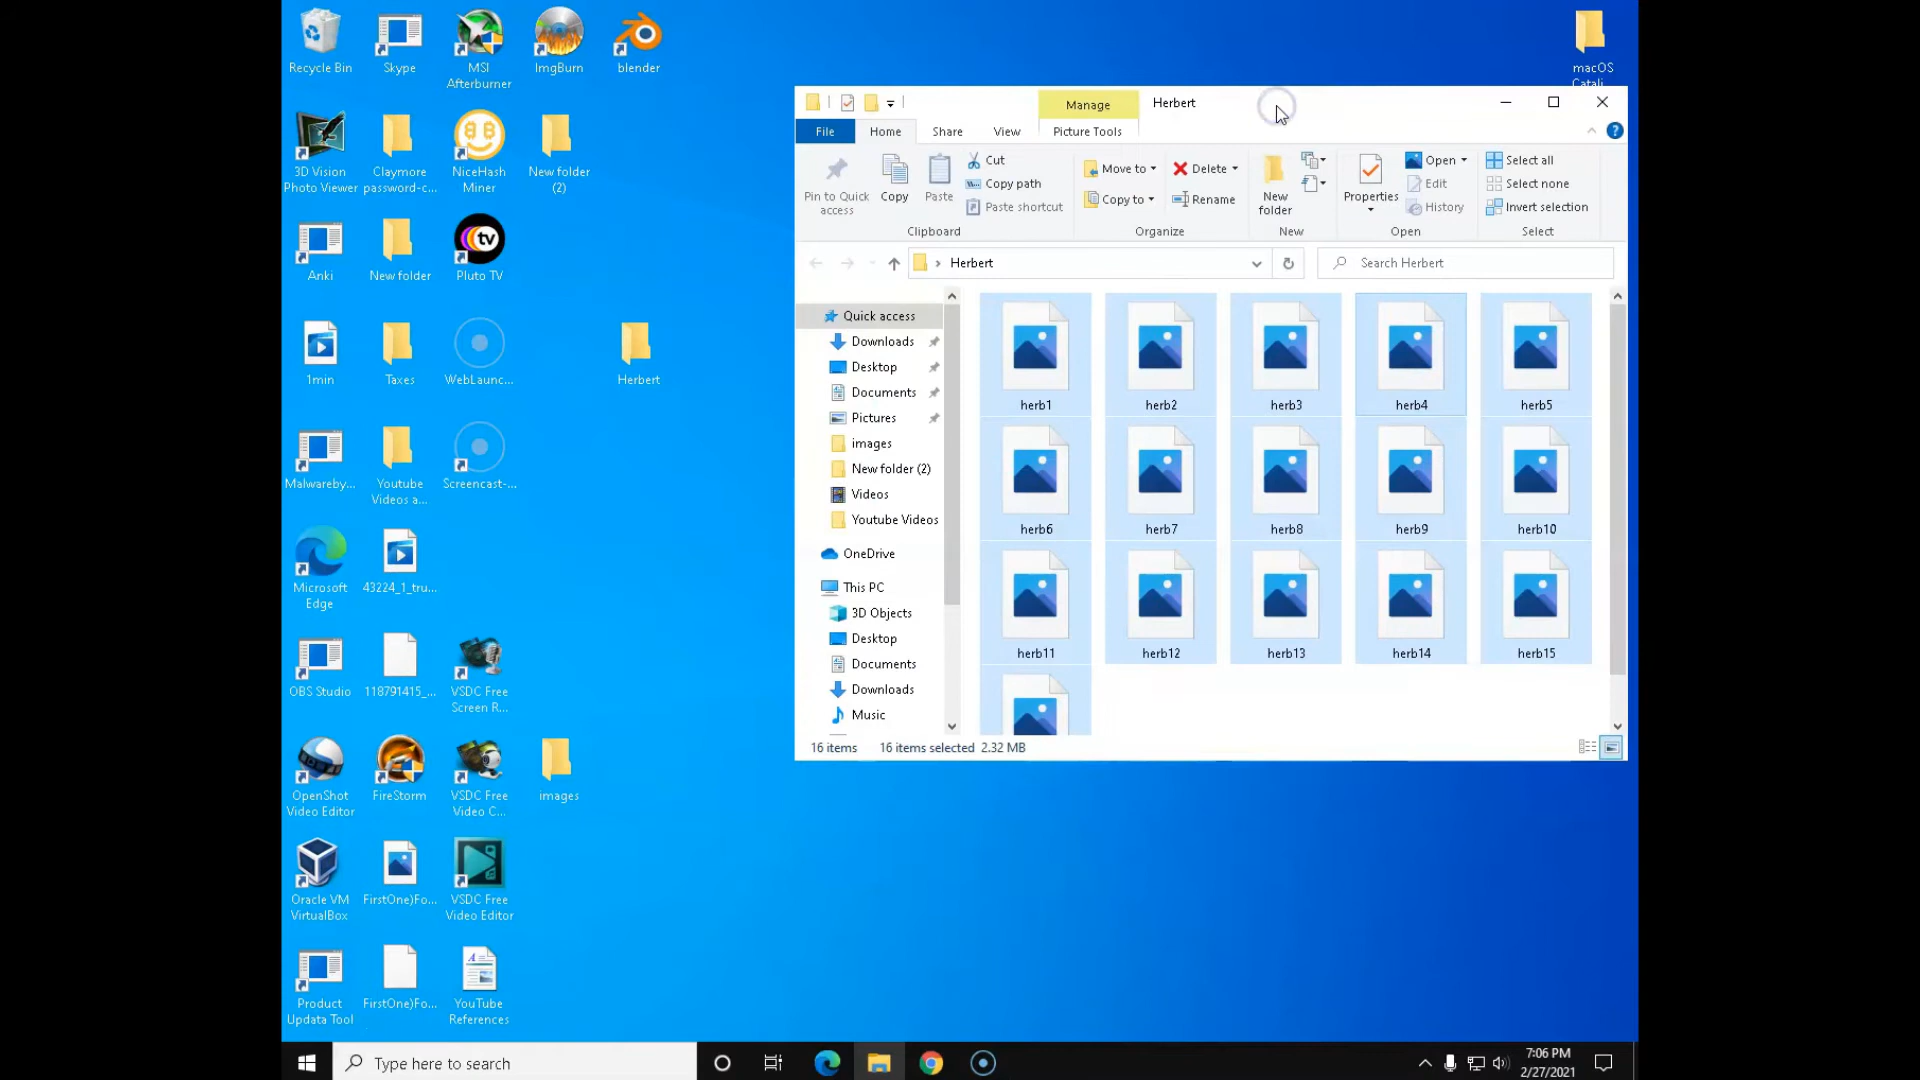 Recycle Bin
Skype
MSI
Afterburner
ImgBurn
blender
macOS
Catali...
3D Vision
Photo Viewer
Claymore
password-c...
NiceHash
Miner
New folder
(2)
Anki
New folder
Pluto TV
1min
Taxes
WebLaunc...
Herbert
Malwareby...
Youtube
Videos a...
Screencast-...
Microsoft
Edge
43224_1_tru...
OBS Studio
118791415_...
VSDC Free
Screen R...
OpenShot
Video Editor
FireStorm
VSDC Free
Video C...
images
Oracle VM
VirtualBox
FirstOne)Fo...
VSDC Free
Video Editor
Product
Updata Tool
FirstOne)Fo...
YouTube
References
Manage
Herbert
File
Home
Share
View
Picture Tools
Pin to Quick
access
Copy
Paste
Cut
Copy path
Paste shortcut
Clipboard
Move to
Copy to
Delete
Rename
Organize
New
folder
New
Properties
Open
Edit
History
Open
Select all
Select none
Invert selection
Select
Herbert
Search Herbert
Quick access
Downloads
Desktop
Documents
Pictures
images
New folder (2)
Videos
Youtube Videos
OneDrive
This PC
3D Objects
Desktop
Documents
Downloads
Music
herb1
herb2
herb3
herb4
herb5
herb6
herb7
herb8
herb9
herb10
herb11
herb12
herb13
herb14
herb15
16 items
16 items selected 2.32 MB
Type here to search
7:06 PM
2/27/2021